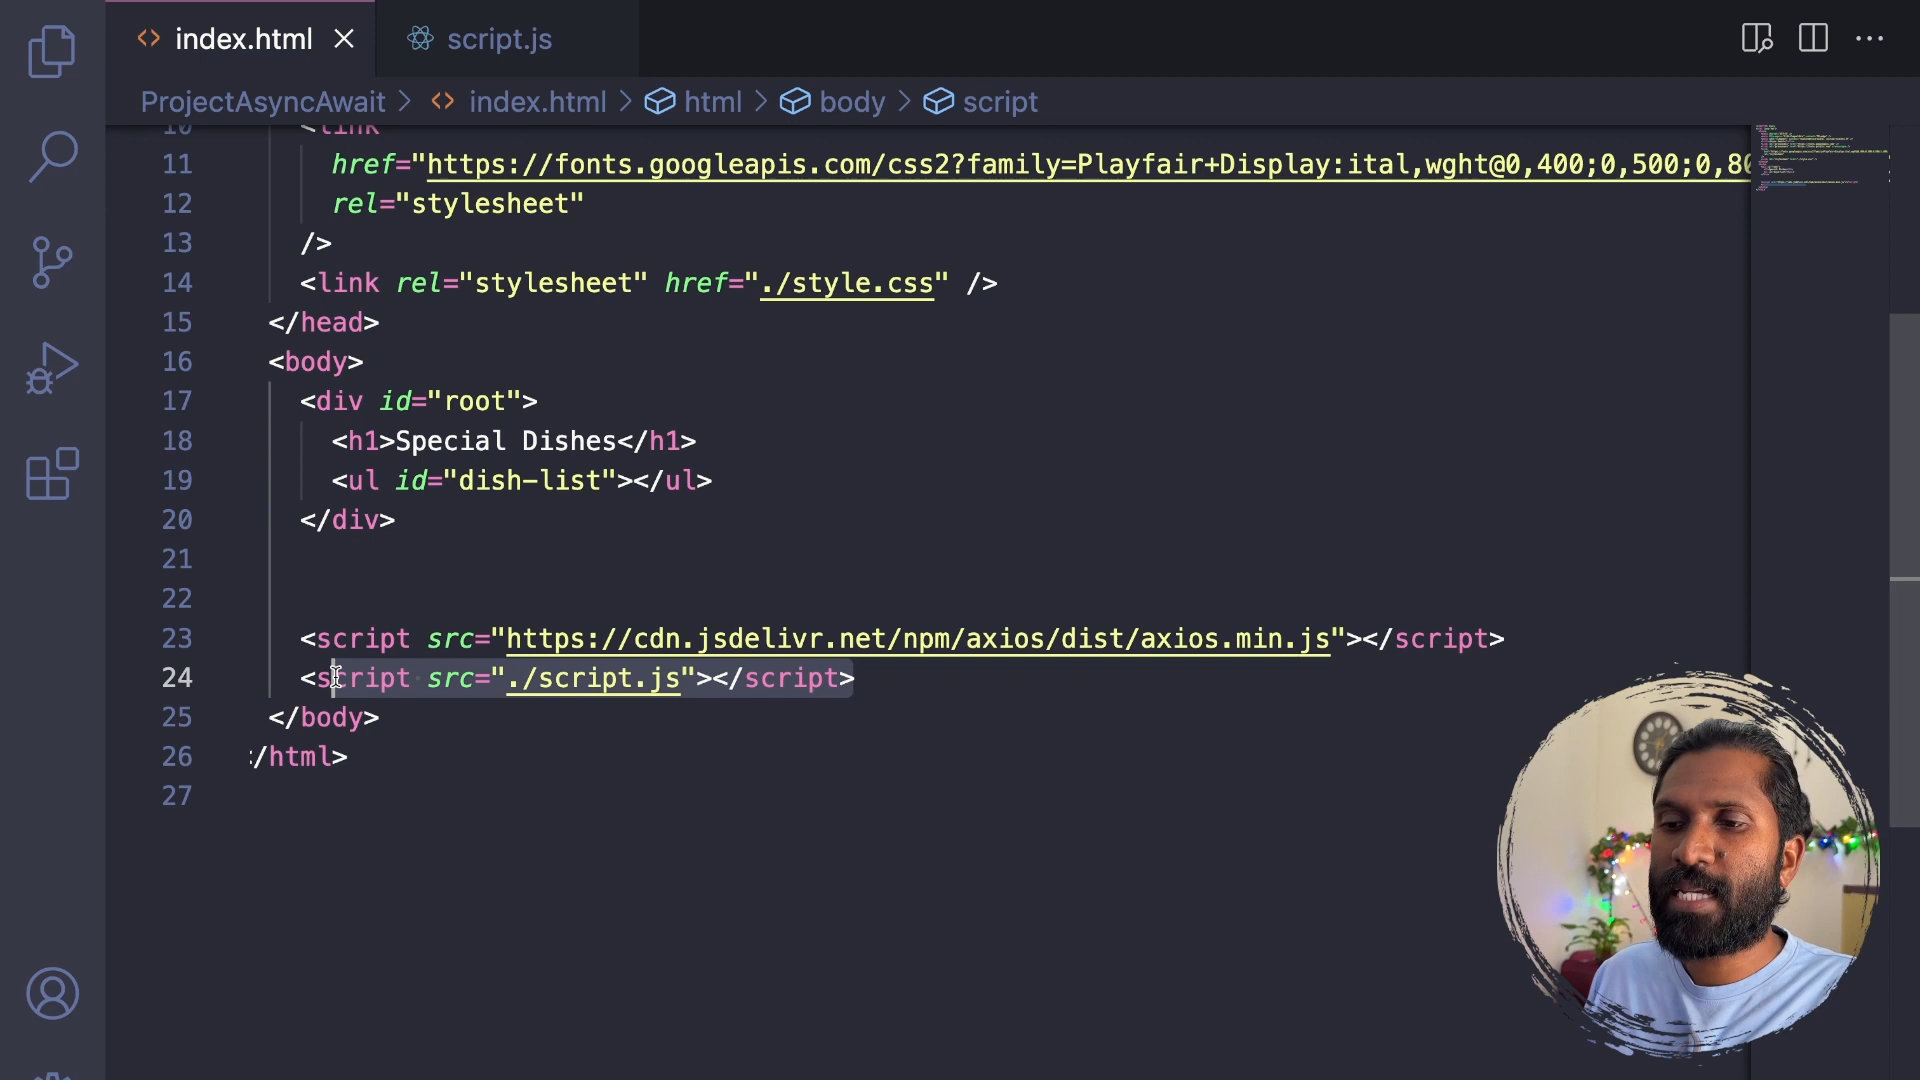 index.html
script.js
ProjectAsyncAwait > index.html > html > body > script
10 <link
11 href="https://fonts.googleapis.com/css2?family=Playfair+Display:ital,wght@0,400;0,500;0,80
12 rel="stylesheet"
13 />
14 <link rel="stylesheet" href="./style.css" />
15 </head>
16 <body>
17 <div id="root">
18 <h1>Special Dishes</h1>
19 <ul id="dish-list"></ul>
20 </div>
21
22
23 <script src="https://cdn.jsdelivr.net/npm/axios/dist/axios.min.js"></script>
24 <script src="./script.js"></script>
25 </body>
26 </html>
27